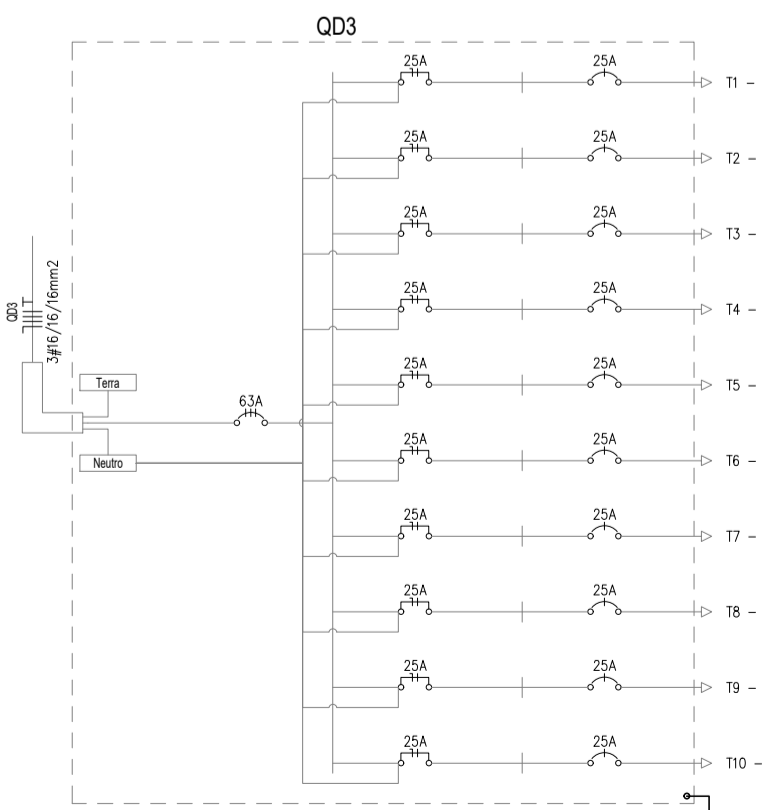 QD3
25A 25A T1 -
25A 25A T2 -
25A 25A T3 -
25A 25A T4 -
QD3
3#16/16/16mm2
25A 25A T5 -
Terra
63A
25A 25A T6 -
Neutro
25A 25A T7 -
25A 25A T8 -
25A 25A T9 -
25A 25A T10 -